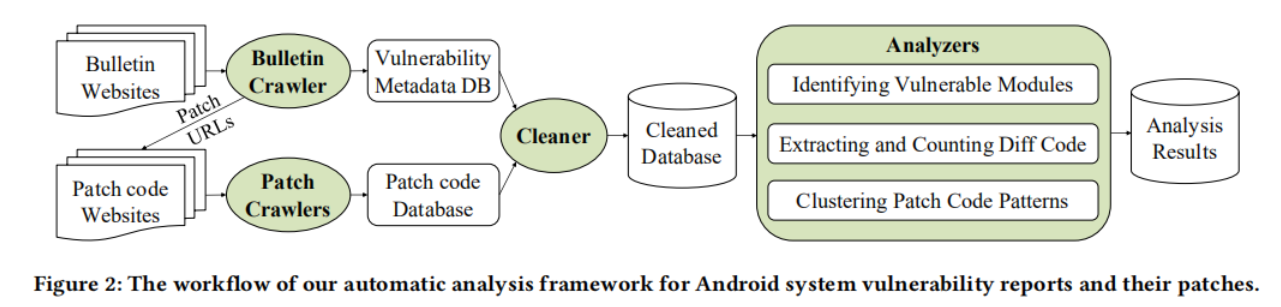 Bulletin
Websites
Bulletin
Crawler
Vulnerability
Metadata DB
Patch
URLs
Patch code
Websites
Patch
Crawlers
Patch code
Database
Cleaner
Cleaned
Database
Analyzers
Identifying Vulnerable Modules
Extracting and Counting Diff Code
Clustering Patch Code Patterns
Analysis
Results
Figure 2: The workflow of our automatic analysis framework for Android system vulnerability reports and their patches.